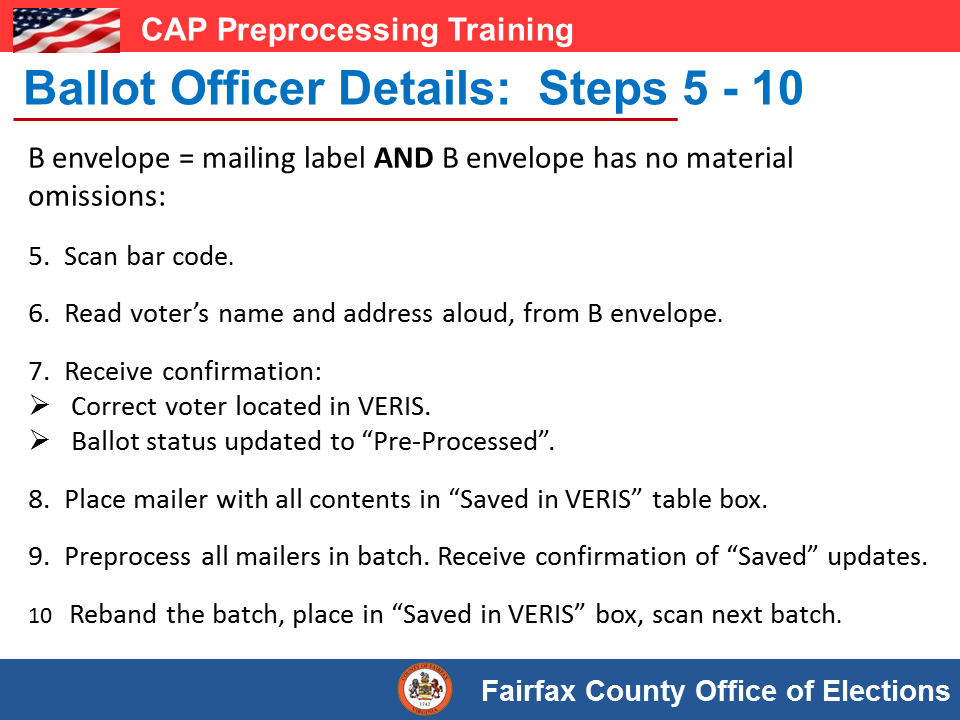 CAP Preprocessing Training
Ballot Officer Details:  Steps 5 - 10
B envelope = mailing label AND B envelope has no material
omissions:
5.  Scan bar code.
6.  Read voter’s name and address aloud, from B envelope.
7.  Receive confirmation:
➢ Correct voter located in VERIS.
➢ Ballot status updated to “Pre-Processed”.
8.  Place mailer with all contents in “Saved in VERIS” table box.
9.  Preprocess all mailers in batch. Receive confirmation of “Saved” updates.
10  Reband the batch, place in “Saved in VERIS” box, scan next batch.
1742
Fairfax County Office of Elections